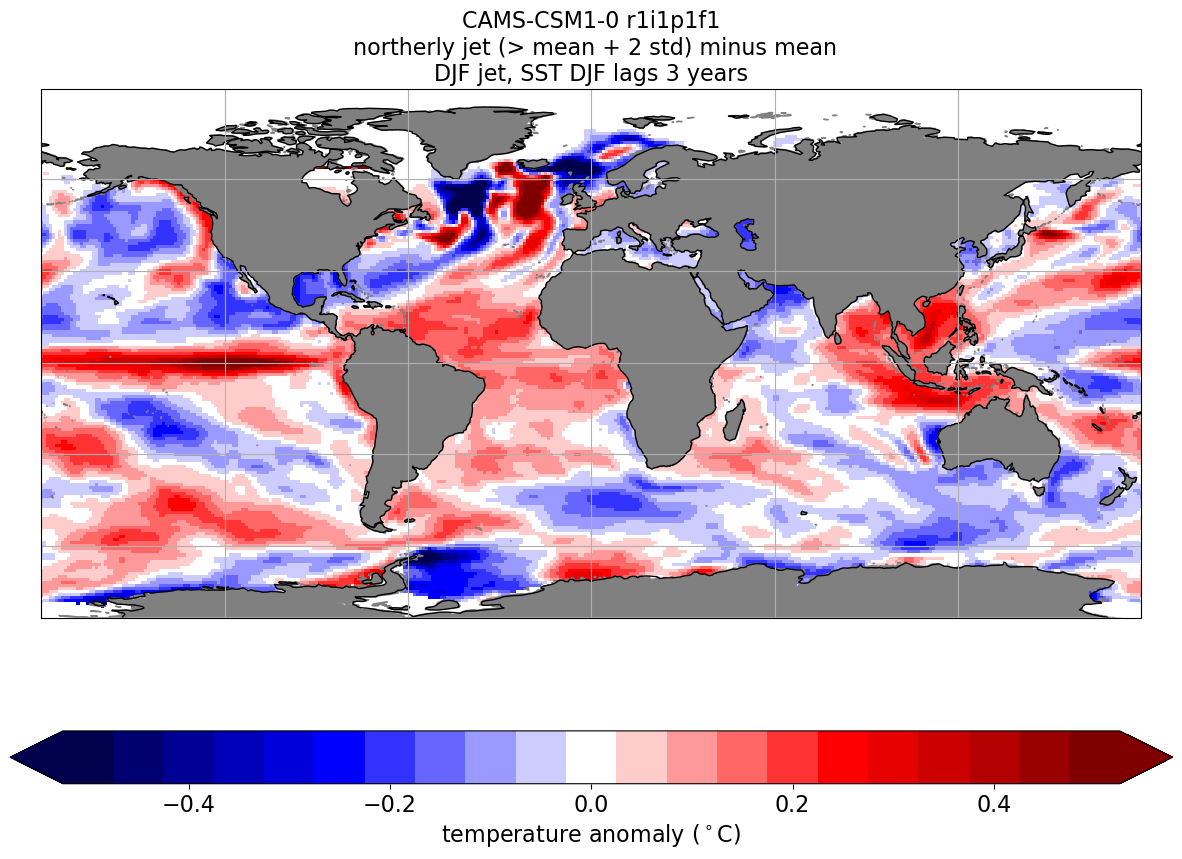 CAMS-CSM1-0 r1i1p1f1
northerly jet (> mean + 2 std) minus mean
DJF jet, SST DJF lags 3 years
−0.4 −0.2 0.0 0.2 0.4
temperature anomaly (°C)